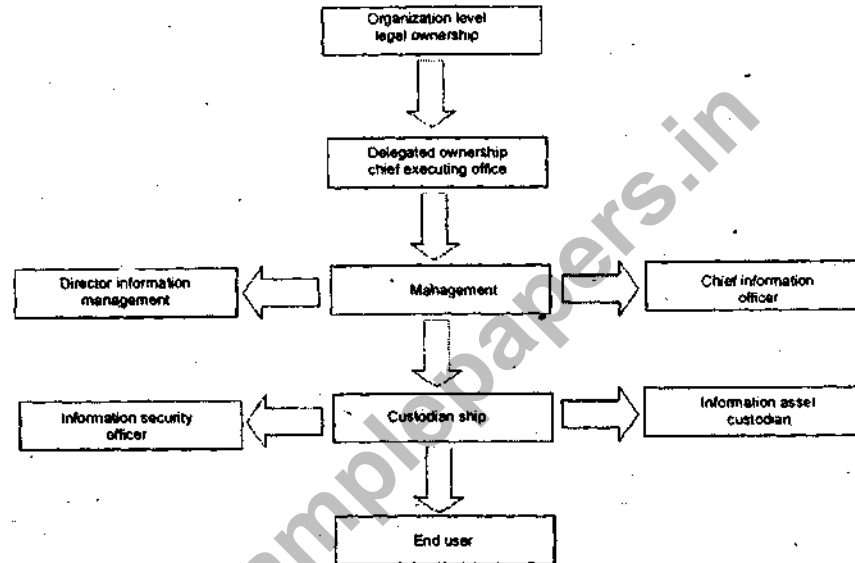 Organization level
legal ownership
Delegated ownership
chief executing office
Director information
management
Management
Chief information
officer
Information security
officer
Custodian ship
Information asset
custodian
End user
amplepapers.in